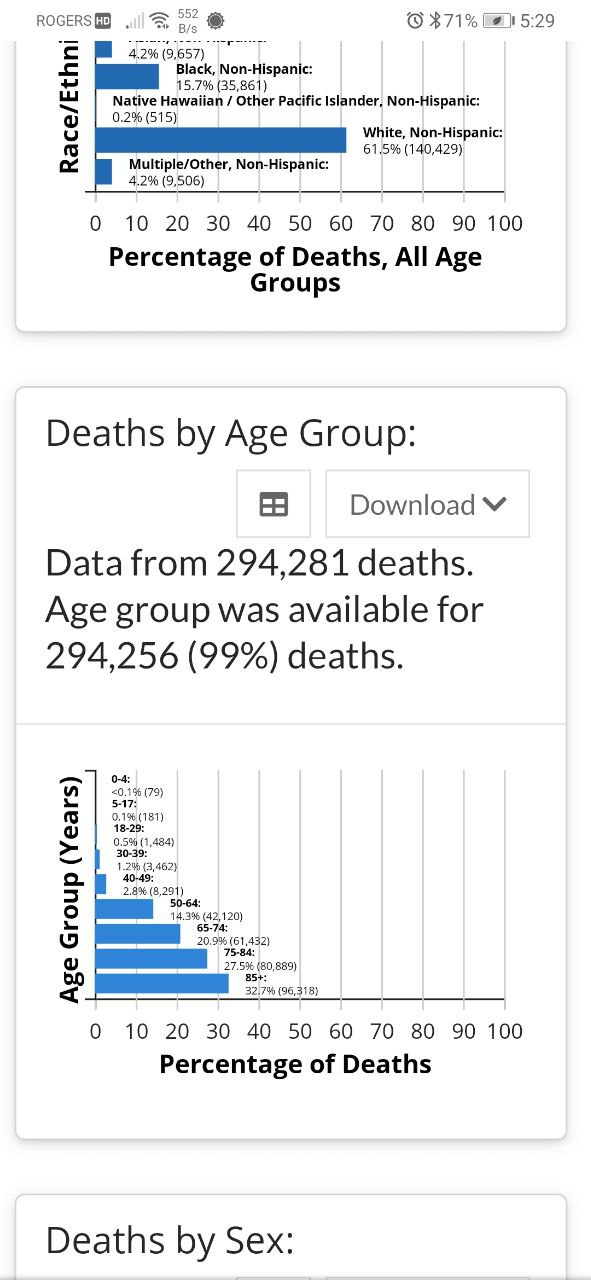 ROGERS HD 552 B/s 71% 5:29
Race/Ethni
4.2% (9,657)
Black, Non-Hispanic:
15.7% (35,861)
Native Hawaiian / Other Pacific Islander, Non-Hispanic:
0.2% (515)
White, Non-Hispanic:
61.5% (140,429)
Multiple/Other, Non-Hispanic:
4.2% (9,506)
0 10 20 30 40 50 60 70 80 90 100
Percentage of Deaths, All Age
Groups
Deaths by Age Group:
Download
Data from 294,281 deaths.
Age group was available for
294,256 (99%) deaths.
Age Group (Years)
0-4:
<0.1% (79)
5-17:
0.1% (181)
18-29:
0.5% (1,484)
30-39:
1.2% (3,462)
40-49:
2.8% (8,291)
50-64:
14.3% (42,120)
65-74:
20.9% (61,432)
75-84:
27.5% (80,889)
85+:
32.7% (96,318)
0 10 20 30 40 50 60 70 80 90 100
Percentage of Deaths
Deaths by Sex: